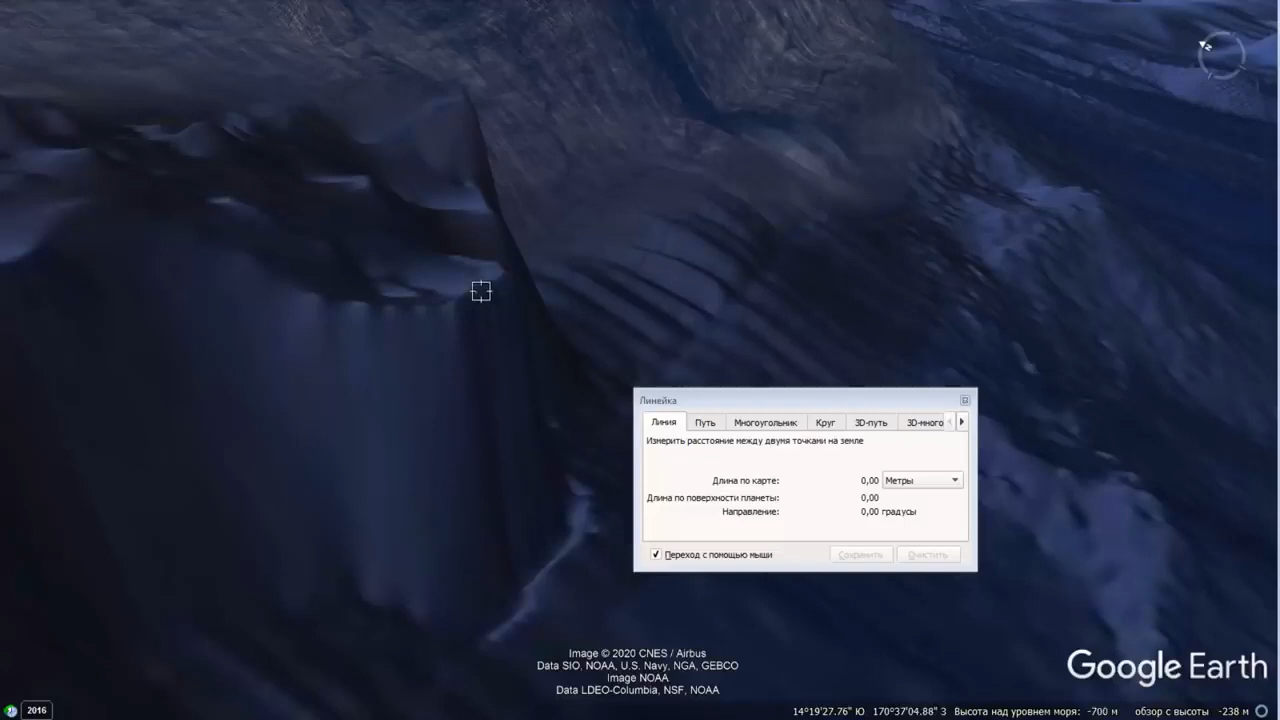 Линейка
Линия Путь Многоугольник Круг 3D-путь 3D-много
Измерить расстояние между двумя точками на земле
Длина по карте: 0,00 Метры
Длина по поверхности планеты: 0,00
Направление: 0,00 градусы
Переход с помощью мыши Сохранить Очистить
Image © 2020 CNES / Airbus
Data SIO, NOAA, U.S. Navy, NGA, GEBCO
Image NOAA
Data LDEO-Columbia, NSF, NOAA
Google Earth
2016 14°19'27.76" Ю 170°37'04.88" З Высота над уровнем моря: -700 м обзор с высоты -238 м